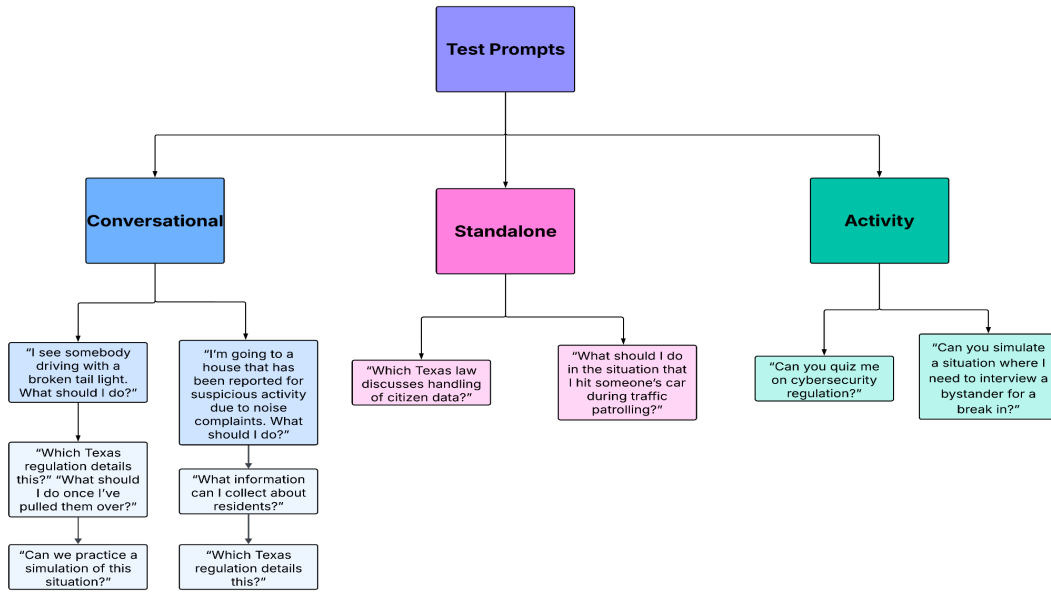 Test Prompts
Conversational
Standalone
Activity
“I see somebody
driving with a
broken tail light.
What should I do?”
“Which Texas
regulation details
this?” “What should
I do once I’ve
pulled them over?”
“Can we practice a
simulation of this
situation?”
“I’m going to a
house that has
been reported for
suspicious activity
due to noise
complaints. What
should I do?”
“What information
can I collect about
residents?”
“Which Texas
regulation details
this?”
“Which Texas law
discusses handling
of citizen data?”
“What should I do
in the situation that
I hit someone’s car
during traffic
patrolling?”
“Can you quiz me
on cybersecurity
regulation?”
“Can you simulate
a situation where I
need to interview a
bystander for a
break in?”